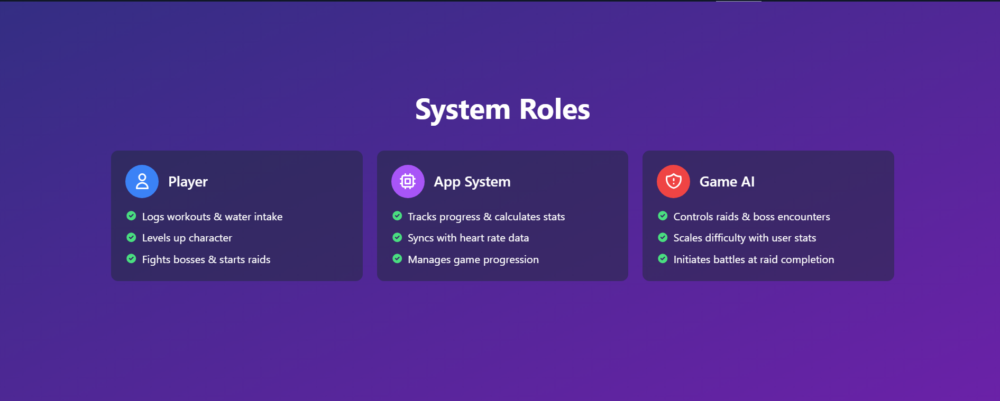 System Roles
Player
Logs workouts & water intake
Levels up character
Fights bosses & starts raids
App System
Tracks progress & calculates stats
Syncs with heart rate data
Manages game progression
Game AI
Controls raids & boss encounters
Scales difficulty with user stats
Initiates battles at raid completion